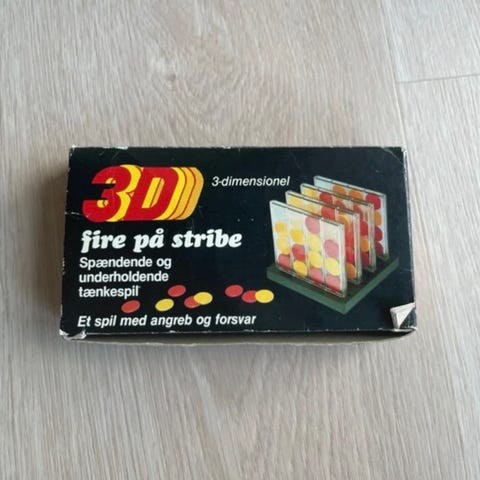 3D
3-dimensionel
fire på stribe
Spændende og
underholdende
tænkespil
Et spil med angreb og forsvar